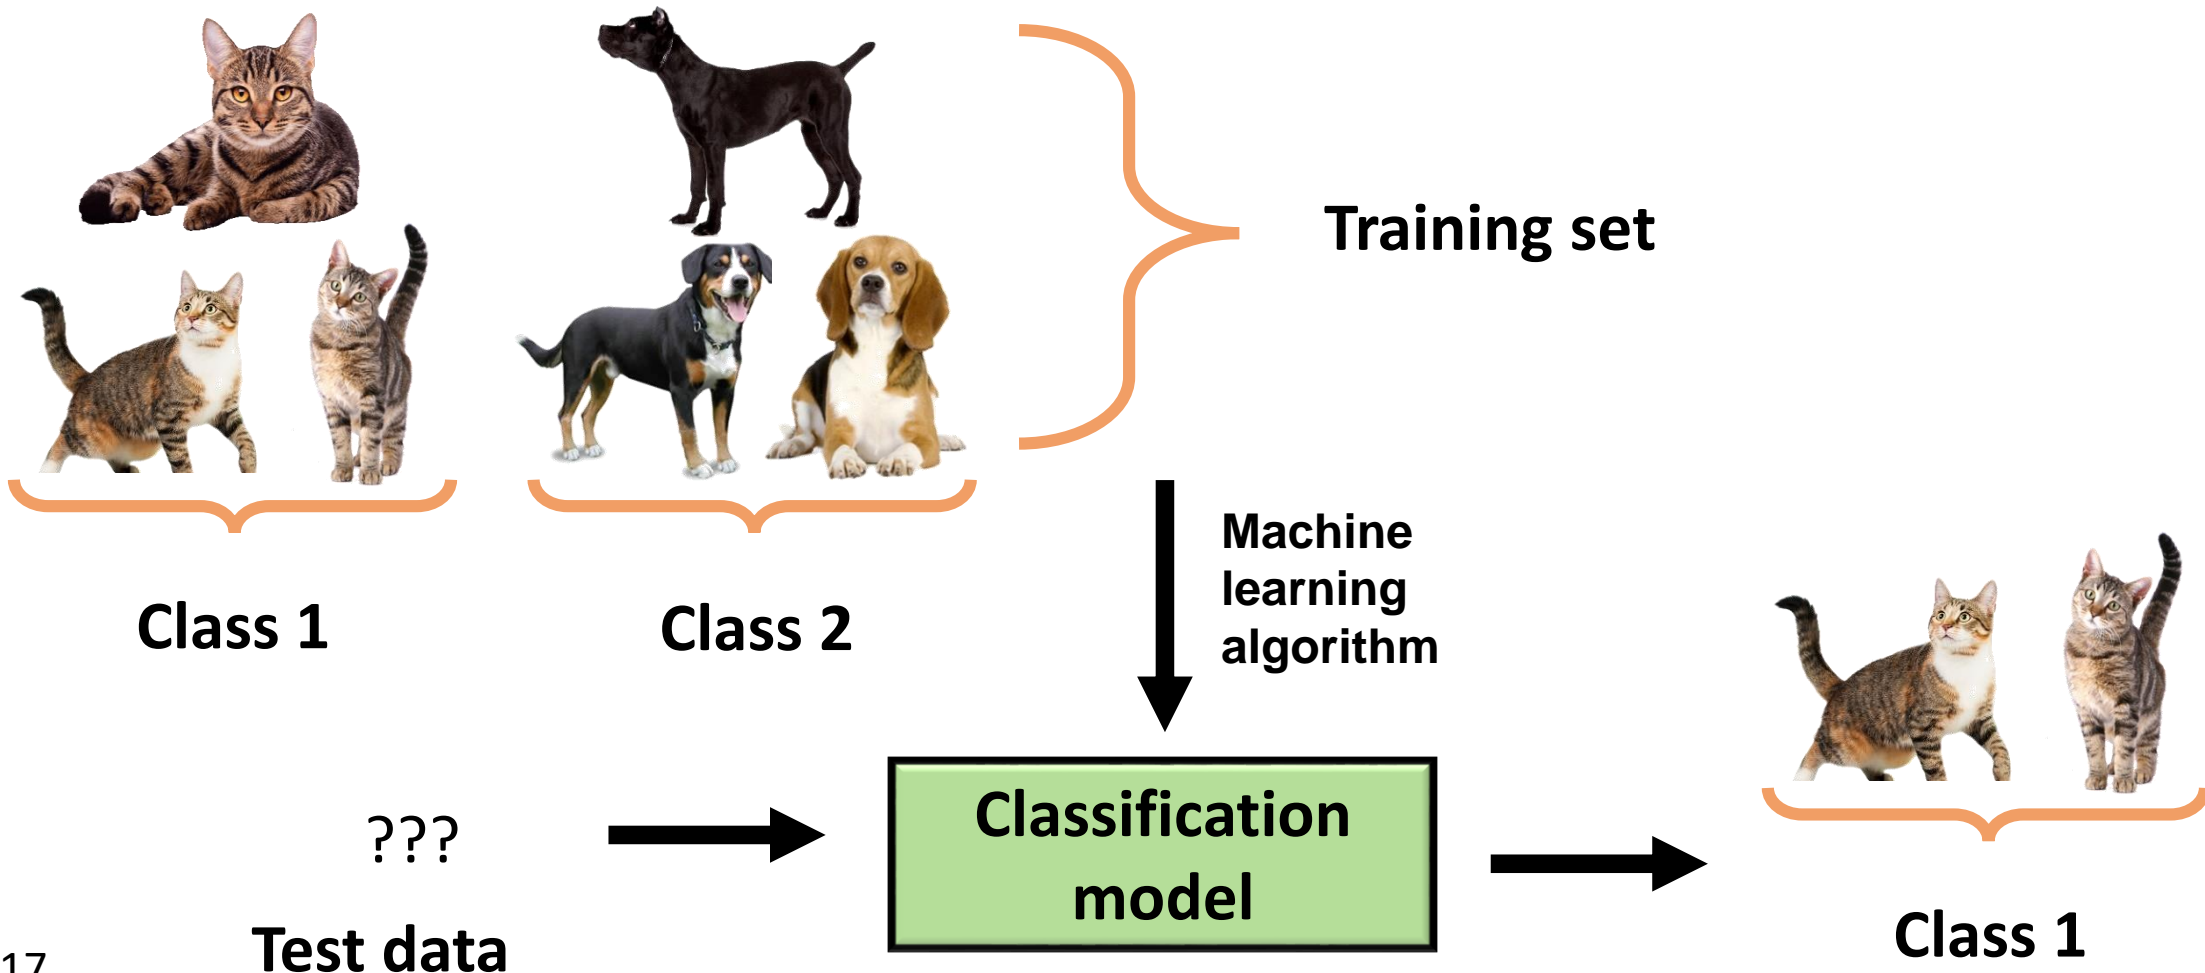 Training set
Machine
learning
algorithm
Class 1
Class 2
???
Test data
Classification
model
Class 1
17